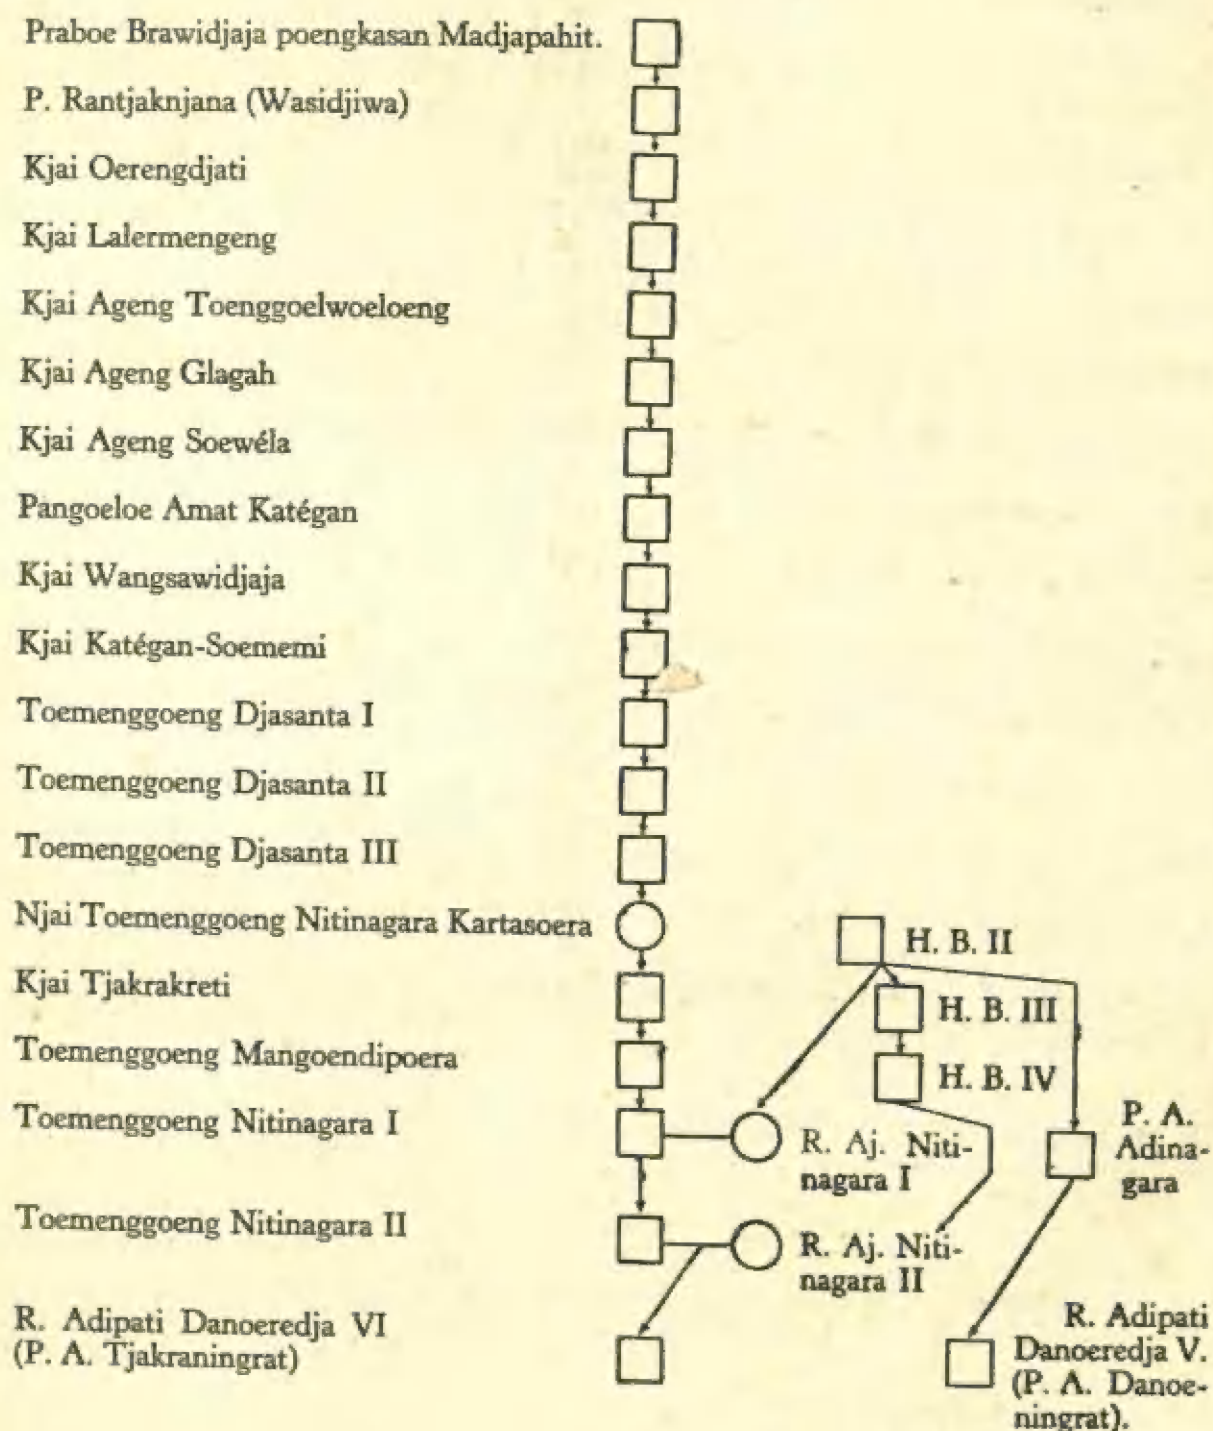 Praboe Brawidjaja poengkasan Madjapahit.
P. Rantjaknjana (Wasidjiwa)
Kjai Oerengdjati
Kjai Lalermengeng
Kjai Ageng Toenggoelwoeloeng
Kjai Ageng Glagah
Kjai Ageng Soewéla
Pangoeloe Amat Katégan
Kjai Wangsawidjaja
Kjai Katégan-Soememi
Toemenggoeng Djasanta I
Toemenggoeng Djasanta II
Toemenggoeng Djasanta III
Njai Toemenggoeng Nitinagara Kartasoera
Kjai Tjakrakreti
Toemenggoeng Mangoendipoera
Toemenggoeng Nitinagara I
Toemenggoeng Nitinagara II
R. Adipati Danoeredja VI
(P. A. Tjakraningrat)
H. B. II
H. B. III
H. B. IV
R. Aj. Niti-
nagara I
P. A.
Adina-
gara
R. Aj. Niti-
nagara II
R. Adipati
Danoeredja V.
(P. A. Danoe-
ningrat).